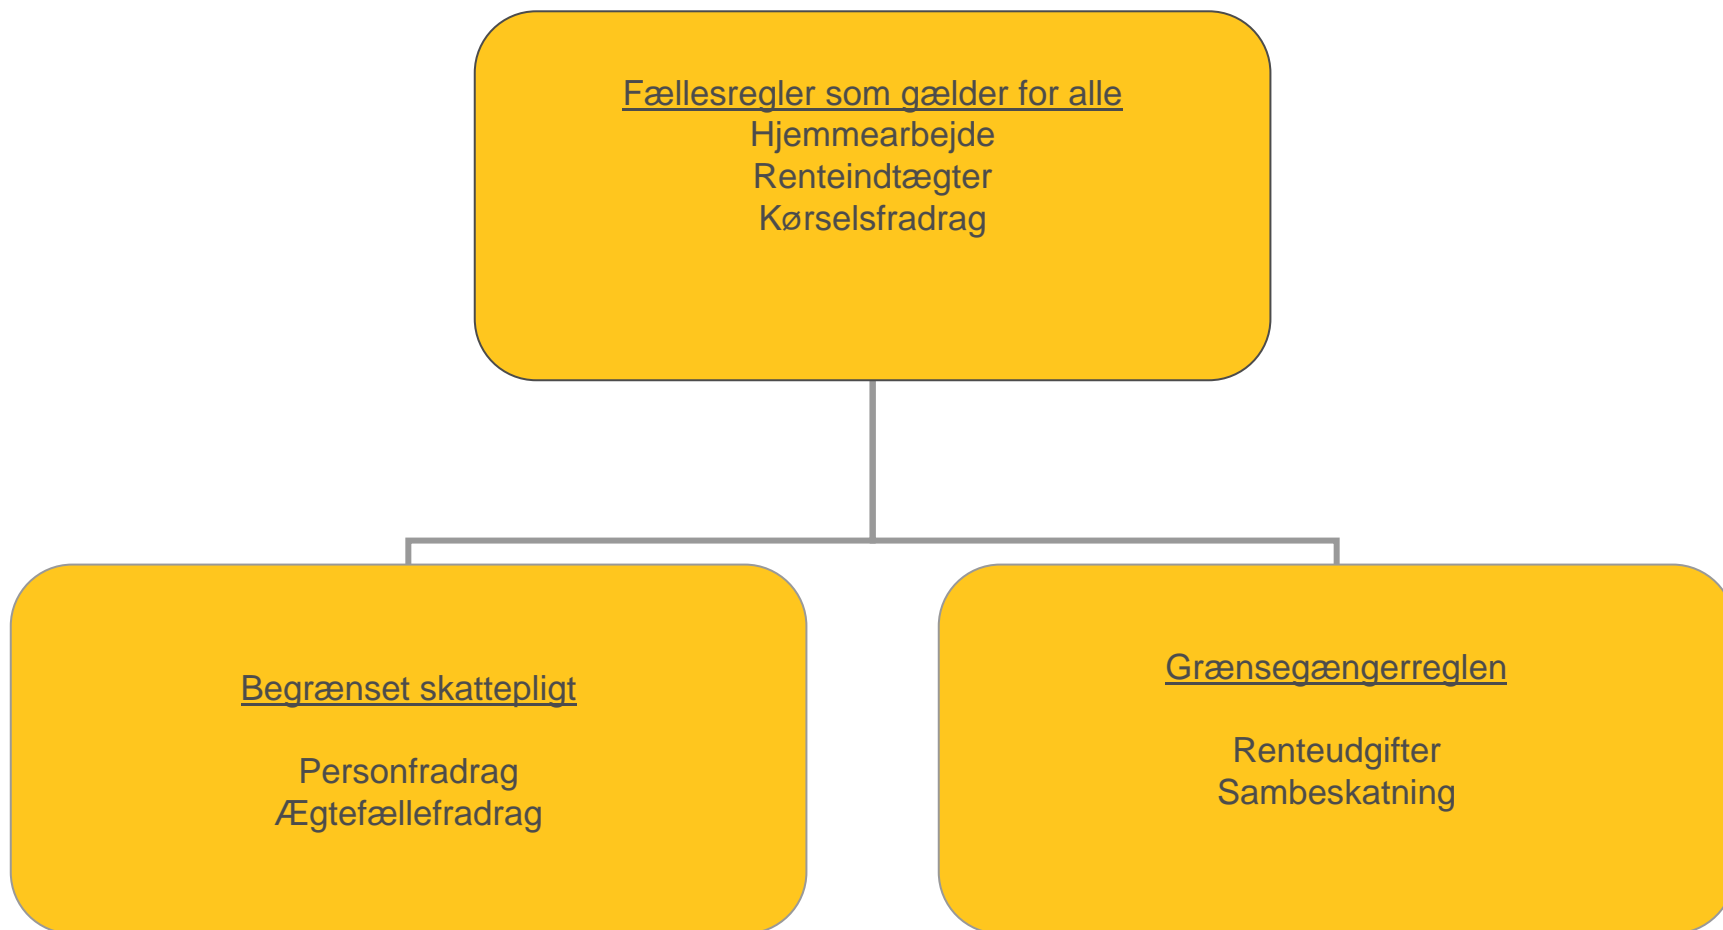 Fællesregler som gælder for alle
Hjemmearbejde
Renteindtægter
Kørselsfradrag
Begrænset skattepligt
Personfradrag
Ægtefællefradrag
Grænsegængerreglen
Renteudgifter
Sambeskatning